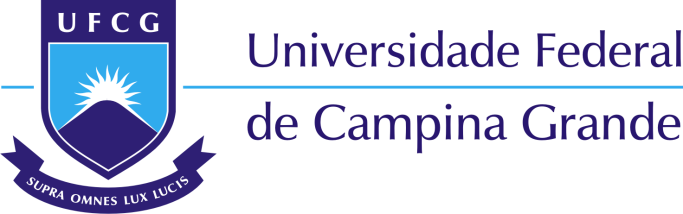 UFCG
SUPRA OMNES LUX LUCIS
Universidade Federal
de Campina Grande